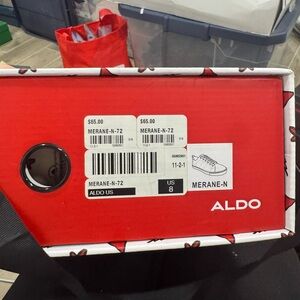 $65.00
$65.00
MERANE-N-72
MERANE-N-72
11-2-1
MERANE-N-72
ALDO US
US
8
MERANE-N
ALDO